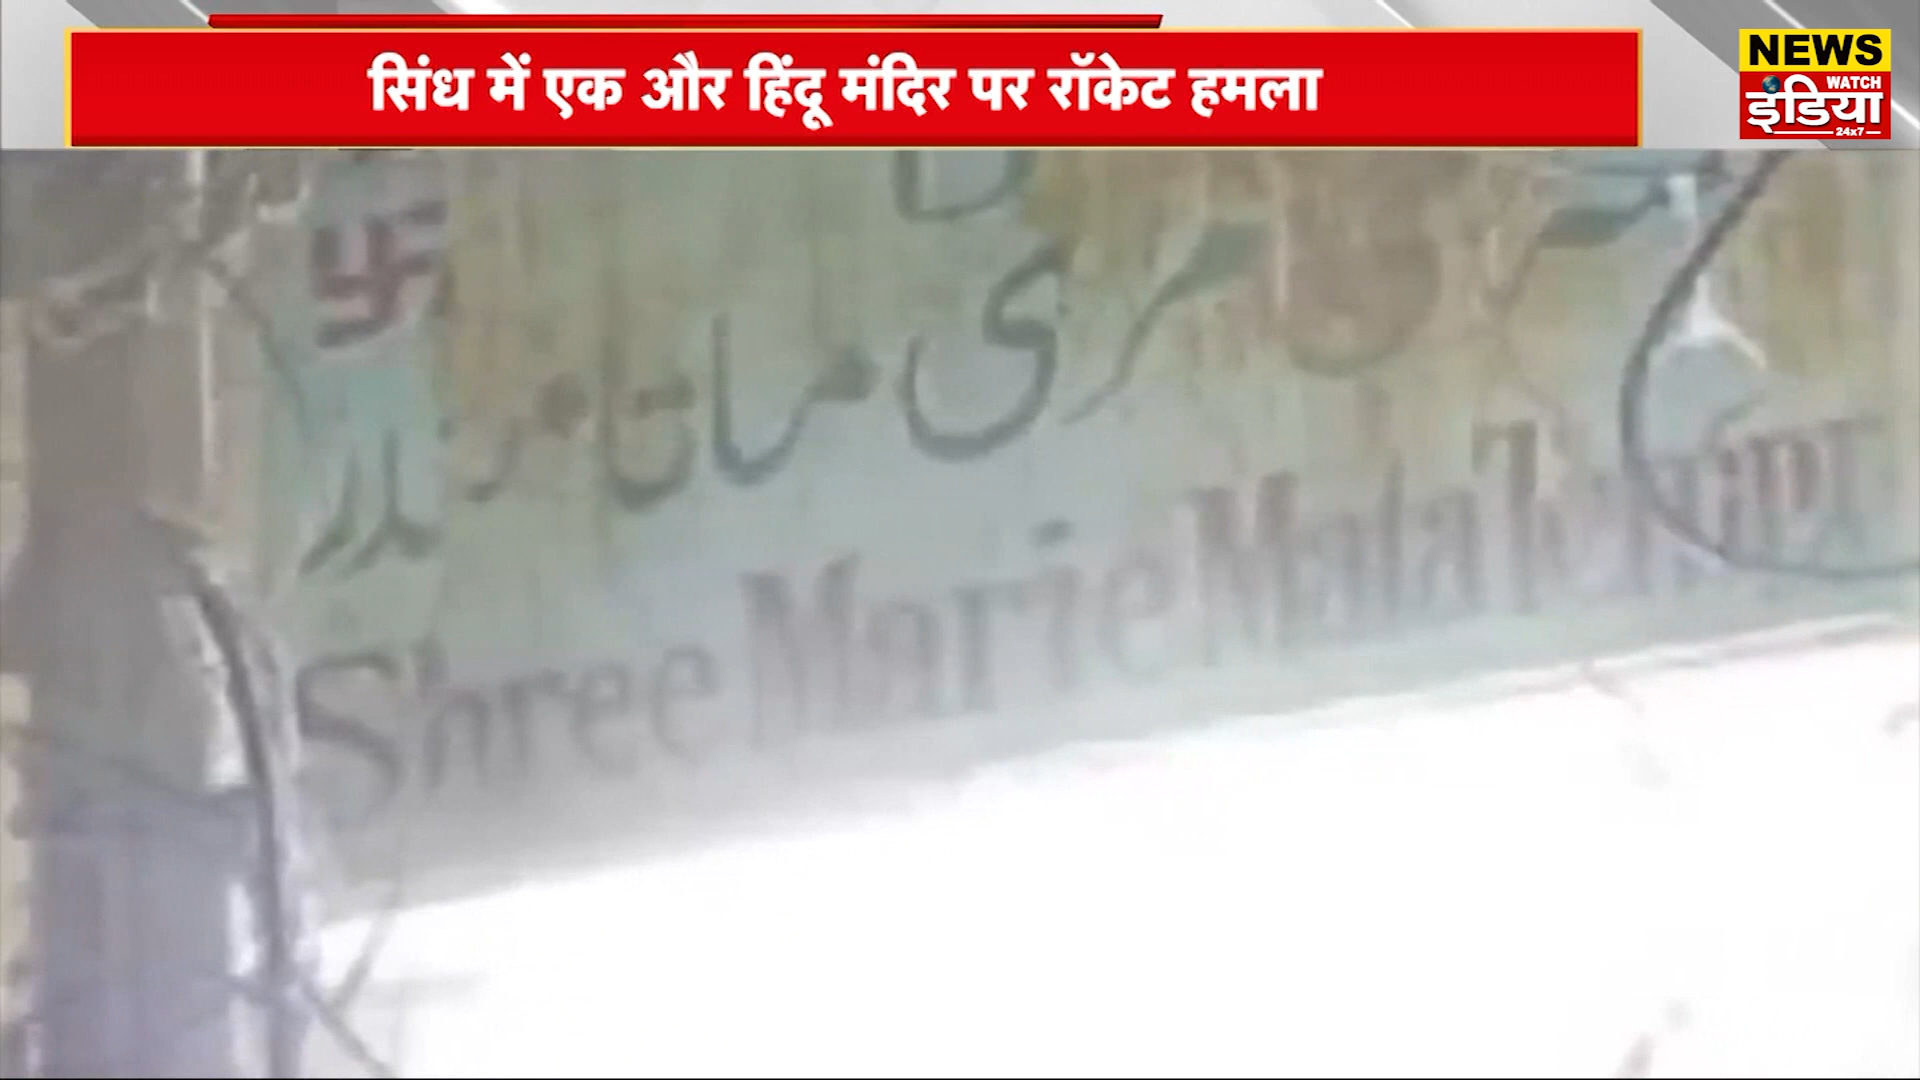 सिंध में एक और हिंदू मंदिर पर रॉकेट हमला
NEWS
WATCH
इंडिया
24x7
شری ماتا مندر
Shree Marie Mata Temple